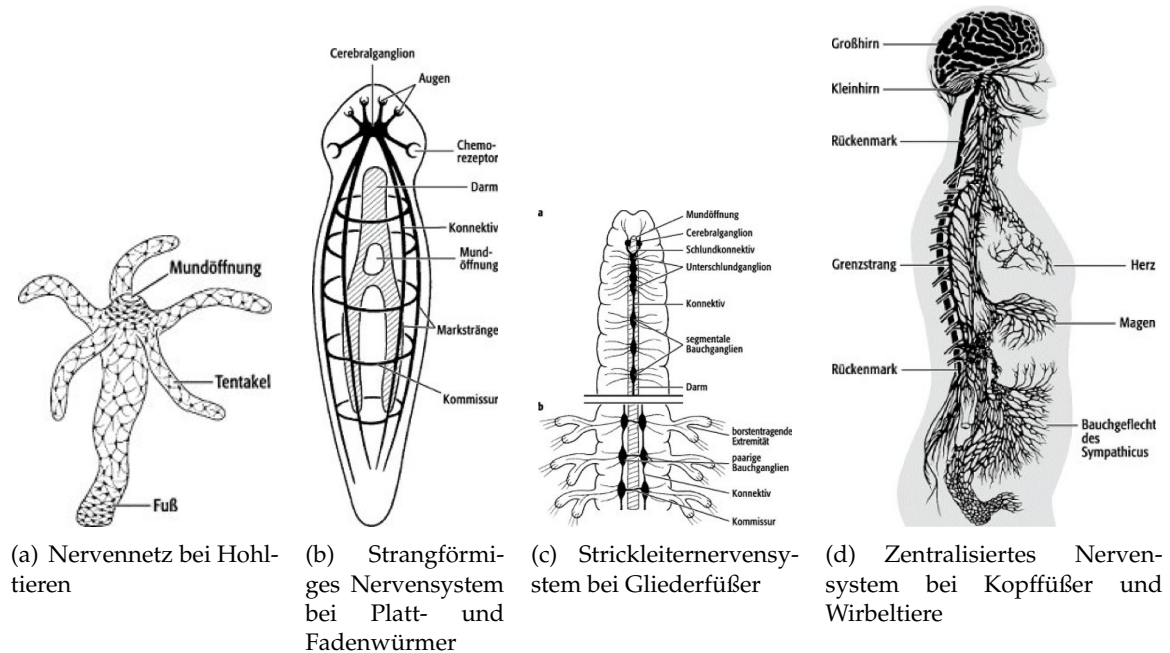 Mundöffnung
Tentakel
Fuß
(a) Nervennetz bei Hohl-
tieren
Cerebralganglion
Augen
Chemo-
rezeptor
Darm
Konnektiv
Mund-
öffnung
Markstränge
Kommissur
(b) Strangförmi-
ges Nervensystem
bei Platt- und
Fadenwürmer
a
Mundöffnung
Cerebralganglion
Schlundkonnektiv
Unterschlundganglion
Konnektiv
segmentale
Bauchganglien
Darm
b
borstentragende
Extremität
paarige
Bauchganglien
Konnektiv
Kommissur
(c) Strickleiternervensy-
stem bei Gliederfüßer
Großhirn
Kleinhirn
Rückenmark
Grenzstrang
Herz
Magen
Rückenmark
Bauchgeflecht
des
Sympathicus
(d) Zentralisiertes Nerven-
system bei Kopffüßer und
Wirbeltiere